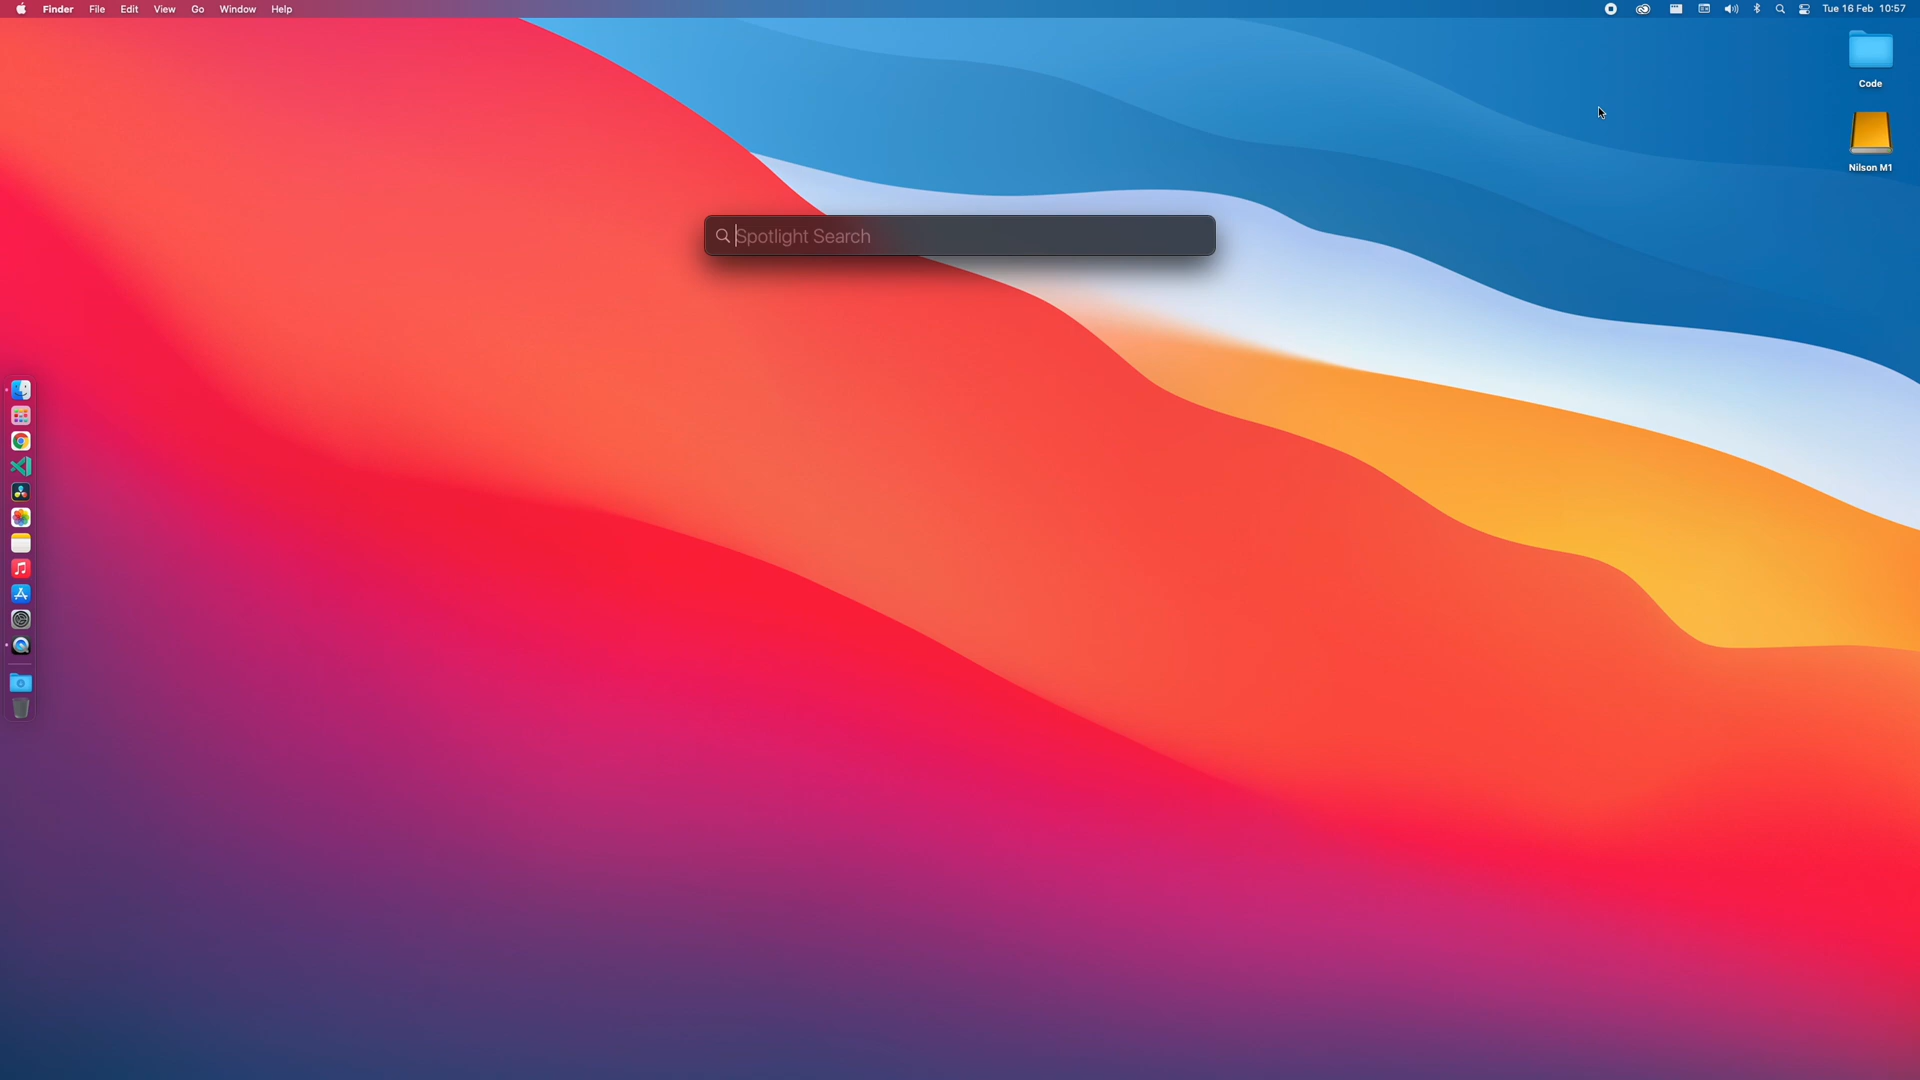 Finder File Edit View Go Window Help Tue 16 Feb 10:57
Code
Nilson M1
Spotlight Search